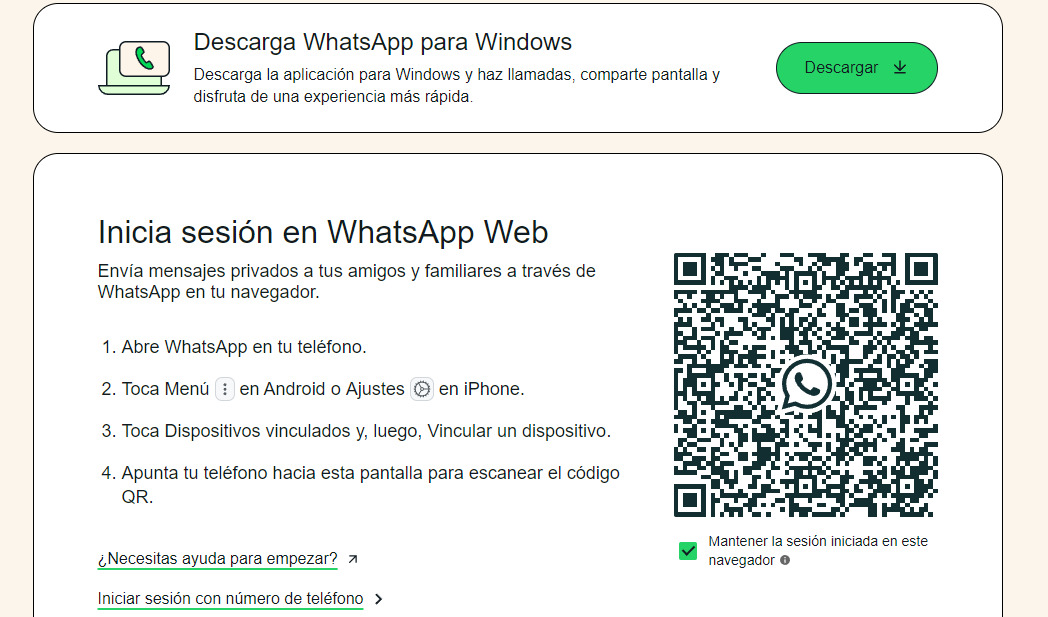 Descarga WhatsApp para Windows
Descarga la aplicación para Windows y haz llamadas, comparte pantalla y
disfruta de una experiencia más rápida.
Descargar
Inicia sesión en WhatsApp Web
Envía mensajes privados a tus amigos y familiares a través de
WhatsApp en tu navegador.
1. Abre WhatsApp en tu teléfono.
2. Toca Menú en Android o Ajustes en iPhone.
3. Toca Dispositivos vinculados y, luego, Vincular un dispositivo.
4. Apunta tu teléfono hacia esta pantalla para escanear el código
QR.
Mantener la sesión iniciada en este
navegador
¿Necesitas ayuda para empezar?
Iniciar sesión con número de teléfono